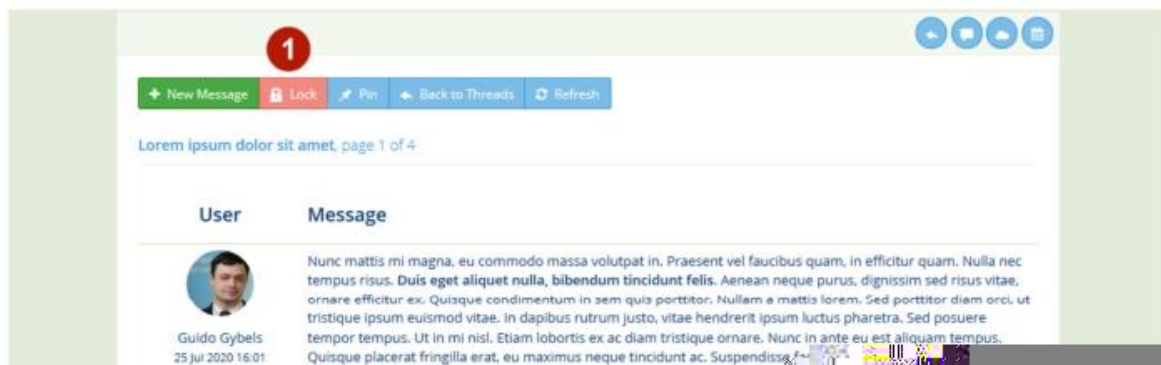 1
New Message Lock Pin Back to Threads Refresh
Lorem ipsum dolor sit amet, page 1 of 4
User Message
Nunc mattis mi magna, eu commodo massa volutpat in. Praesent vel faucibus quam, in efficitur quam. Nulla nec
tempus risus. Duis eget aliquet nulla, bibendum tincidunt felis. Aenean neque purus, dignissim sed risus vitae,
ornare efficitur ex. Quisque condimentum in sem quis porttitor. Nullam a mattis lorem. Sed porttitor diam orci, ut
tristique ipsum euismod vitae. In dapibus rutrum justo, vitae hendrerit ipsum luctus pharetra. Sed posuere
Guido Gybels tempor tempus. Ut in mi nisl. Etiam lobortis ex ac diam tristique ornare. Nunc in ante eu est aliquam tempus.
25 Jul 2020 16:01 Quisque placerat fringilla erat, eu maximus neque tincidunt ac. Suspendisse